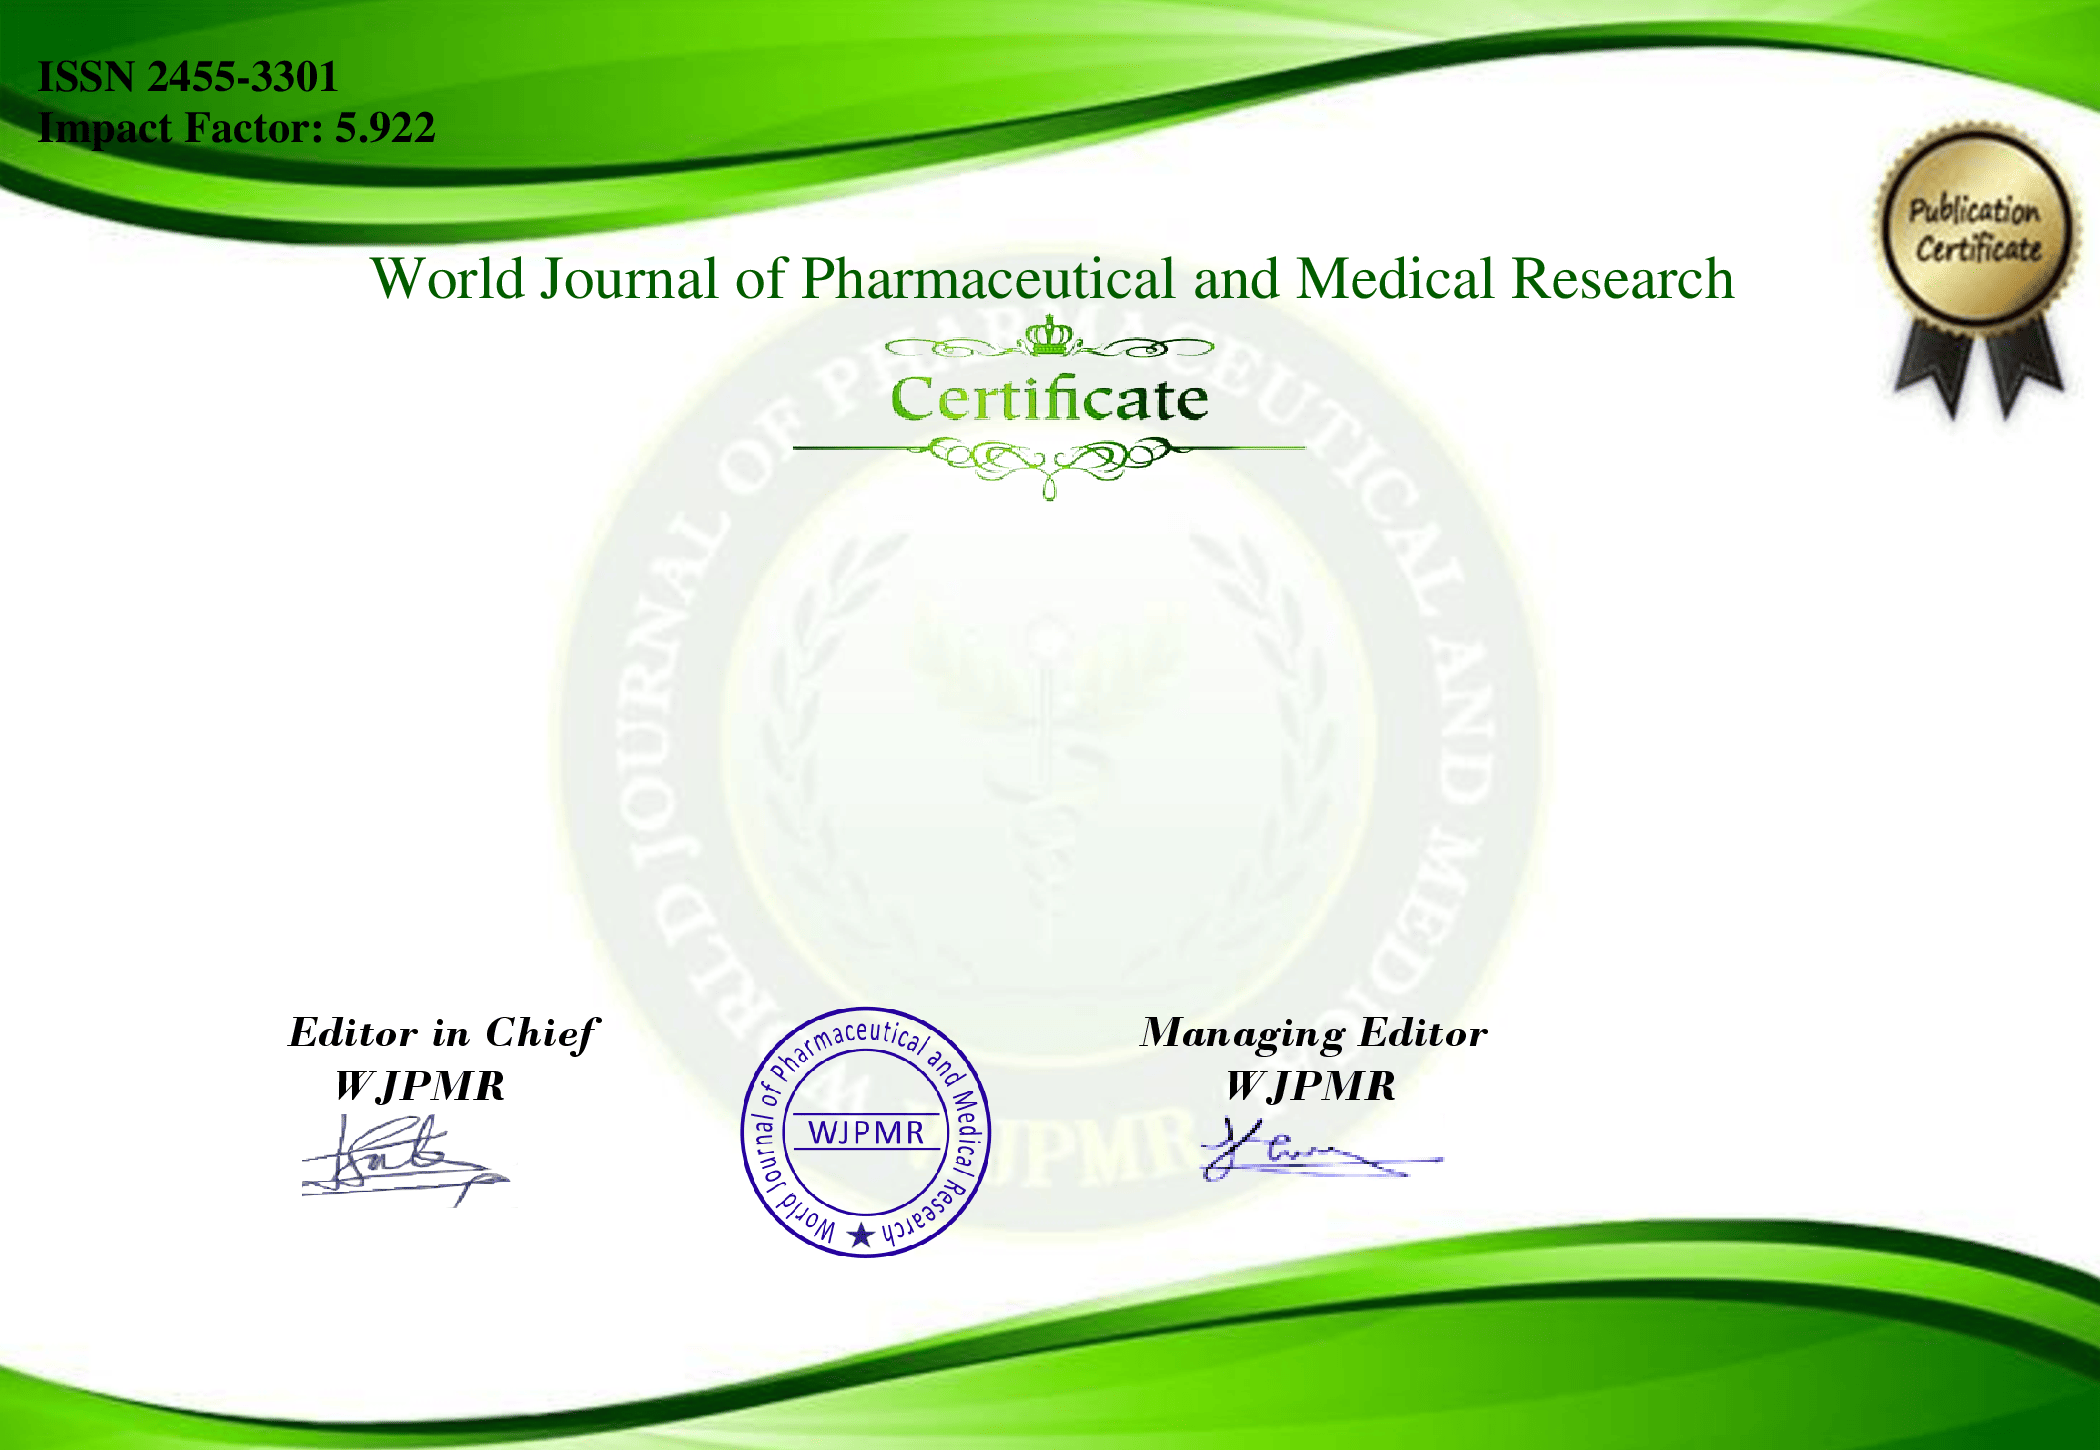 ISSN 2455-3301
Impact Factor: 5.922
Publication
Certificate
World Journal of Pharmaceutical and Medical Research
Certificate
WORLD JOURNAL OF PHARMACEUTICAL AND MEDIC
WJPMR
Editor in Chief
WJPMR
World Journal of Pharmaceutical and Medical Research
WJPMR
Managing Editor
WJPMR